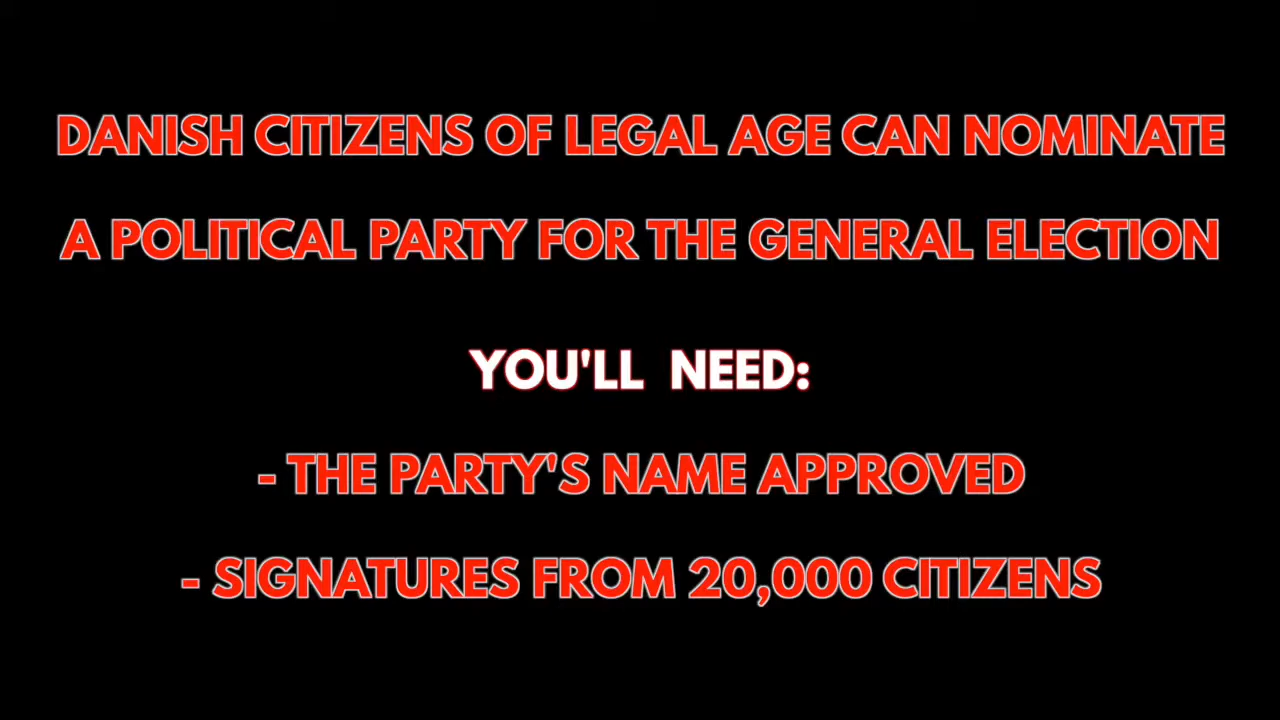 DANISH CITIZENS OF LEGAL AGE CAN NOMINATE
A POLITICAL PARTY FOR THE GENERAL ELECTION
YOU'LL NEED:
- THE PARTY'S NAME APPROVED
- SIGNATURES FROM 20,000 CITIZENS